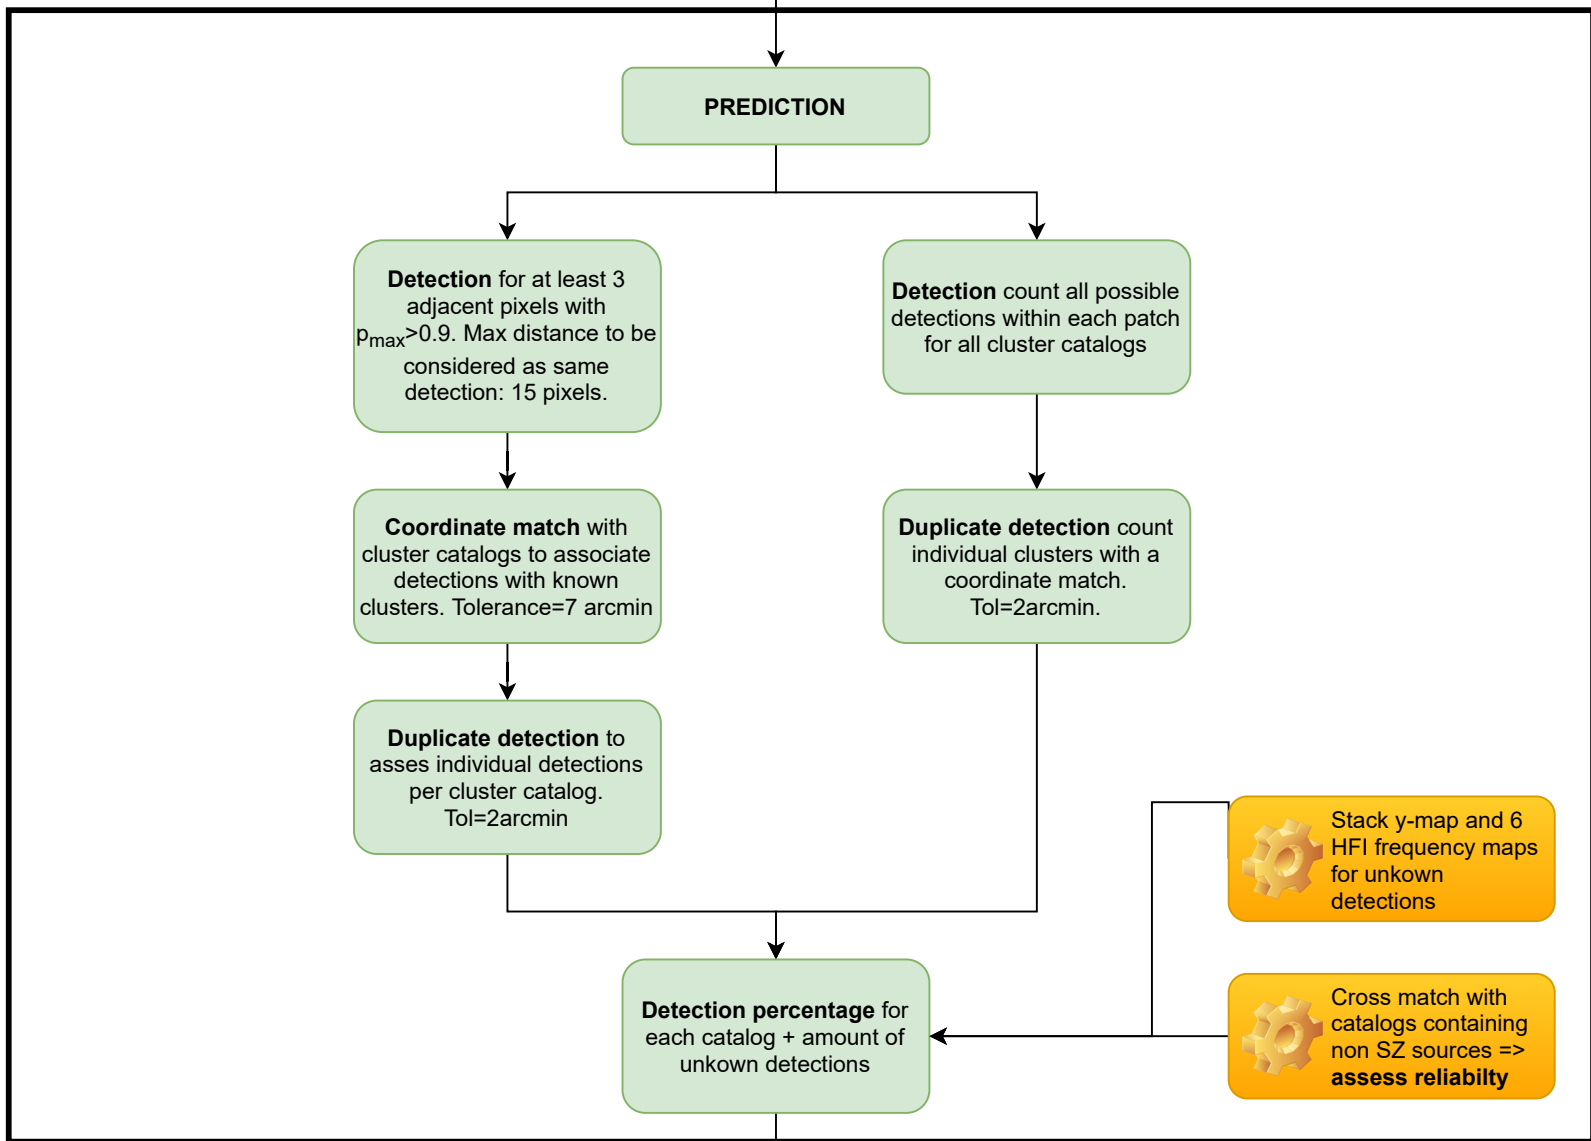 PREDICTION
Detection for at least 3
adjacent pixels with
pmax>0.9. Max distance to be
considered as same
detection: 15 pixels.
Detection count all possible
detections within each patch
for all cluster catalogs
Coordinate match with
cluster catalogs to associate
detections with known
clusters. Tolerance=7 arcmin
Duplicate detection count
individual clusters with a
coordinate match.
Tol=2arcmin.
Duplicate detection to
asses individual detections
per cluster catalog.
Tol=2arcmin
Stack y-map and 6
HFI frequency maps
for unkown
detections
Detection percentage for
each catalog + amount of
unkown detections
Cross match with
catalogs containing
non SZ sources =>
assess reliabilty